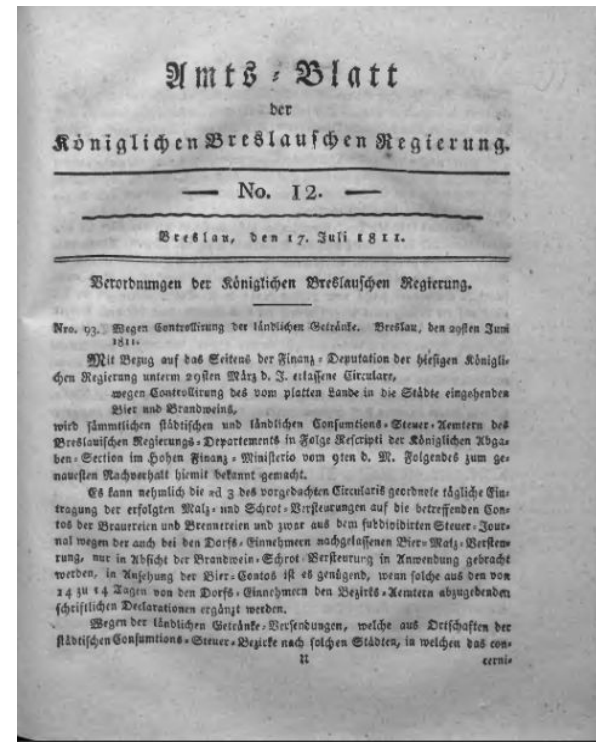 Amts-Blatt
der
Königlichen Breslauschen Regierung.
No. 12.
Breslau, den 17. Juli 1811.
Verordnungen der Königlichen Breslauschen Regierung.
Nro. 93. Wegen Controllirung der ländlichen Getränke. Breslau, den 29sten Juni
1811.
Mit Bezug auf das Seitens der Finanz-Deputation der hiesigen Königli-
chen Regierung unterm 29sten März d. J. erlassene Circulare,
wegen Controllirung des vom platten Lande in die Städte eingehenden
Bier und Brandweins,
wird sämmtlichen städtischen und ländlichen Consumtions-Steuer-Aemtern des
Breslauischen Regierungs-Departements in Folge Rescripti der Königlichen Abga-
ben-Section im Hohen Finanz-Ministerio vom 9ten d. M. Folgendes zum ge-
nauesten Nachverhalt hiemit bekannt gemacht.
Es kann nehmlich die ad 3 des vorgedachten Circularis geordnete tägliche Ein-
tragung der erfolgten Malz- und Schrot-Versteurungen auf die betreffenden Con-
tos der Brauereien und Brennereien und zwar aus dem subdividirten Steuer-Jour-
nal wegen der auch bei den Dorfs-Einnehmern nachgelassenen Bier-Malz-Versteu-
rung, nur in Absicht der Brandwein-Schrot-Versteurung in Anwendung gebracht
werden, in Ansehung der Bier-Contos ist es genügend, wenn solche aus den von
14 zu 14 Tagen von den Dorfs-Einnehmern den Bezirks-Aemtern abzugebenden
schriftlichen Declarationen ergänzt werden.
Wegen der ländlichen Getränke-Versendungen, welche aus Ortschaften der
städtischen Consumtions-Steuer-Bezirke nach solchen Städten, in welchen das con-
U cerni-